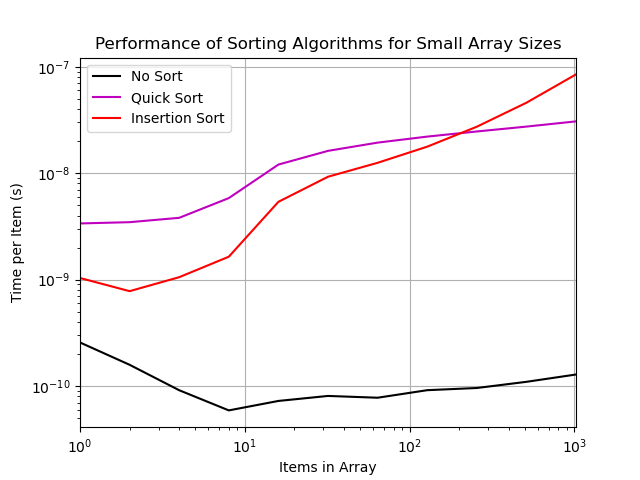 Performance of Sorting Algorithms for Small Array Sizes
No Sort
Quick Sort
Insertion Sort
Time per Item (s)
10⁻⁷
10⁻⁸
10⁻⁹
10⁻¹⁰
10⁰ 10¹ 10² 10³
Items in Array